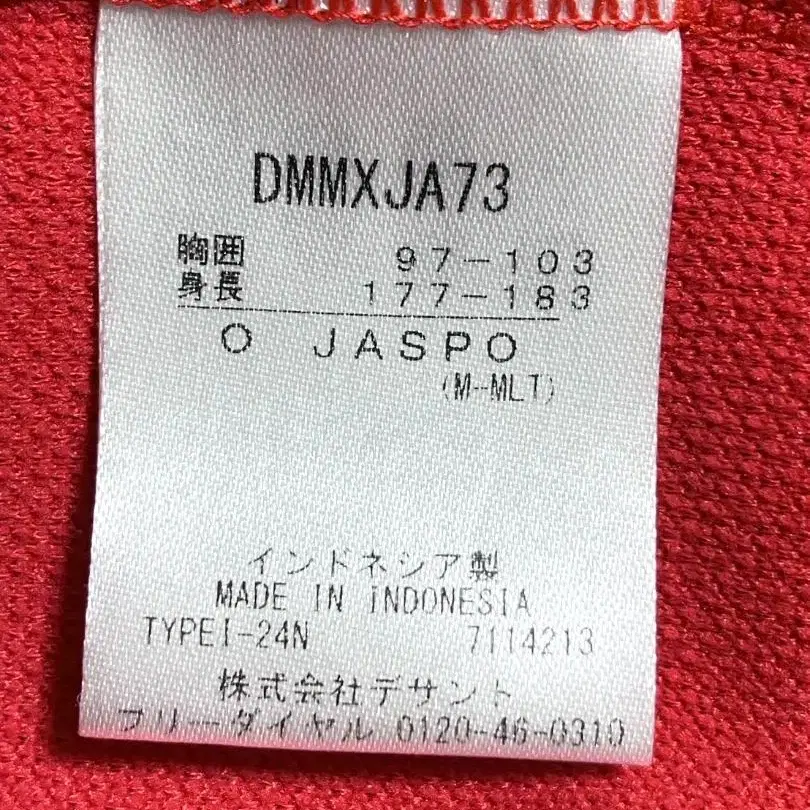 DMMXJA73
胸囲 97-103
身長 177-183
O JASPO
(M-MLT)
インドネシア製
MADE IN INDONESIA
TYPEI-24N 7114213
株式会社デサント
フリーダイヤル 0120-46-0310